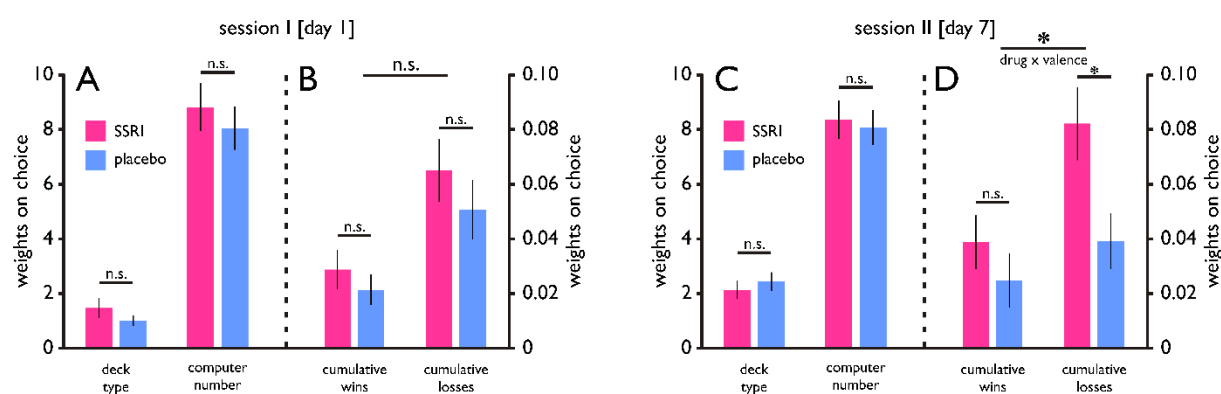 session I [day 1]
session II [day 7]
A
n.s.
B
n.s.
n.s.
n.s.
n.s.
SSRI
placebo
weights on choice
10
8
6
4
2
0
0.10
0.08
0.06
0.04
0.02
0
weights on choice
deck
type
computer
number
cumulative
wins
cumulative
losses
C
n.s.
D
*
drug x valence
*
n.s.
n.s.
SSRI
placebo
weights on choice
10
8
6
4
2
0
0.10
0.08
0.06
0.04
0.02
0
weights on choice
deck
type
computer
number
cumulative
wins
cumulative
losses